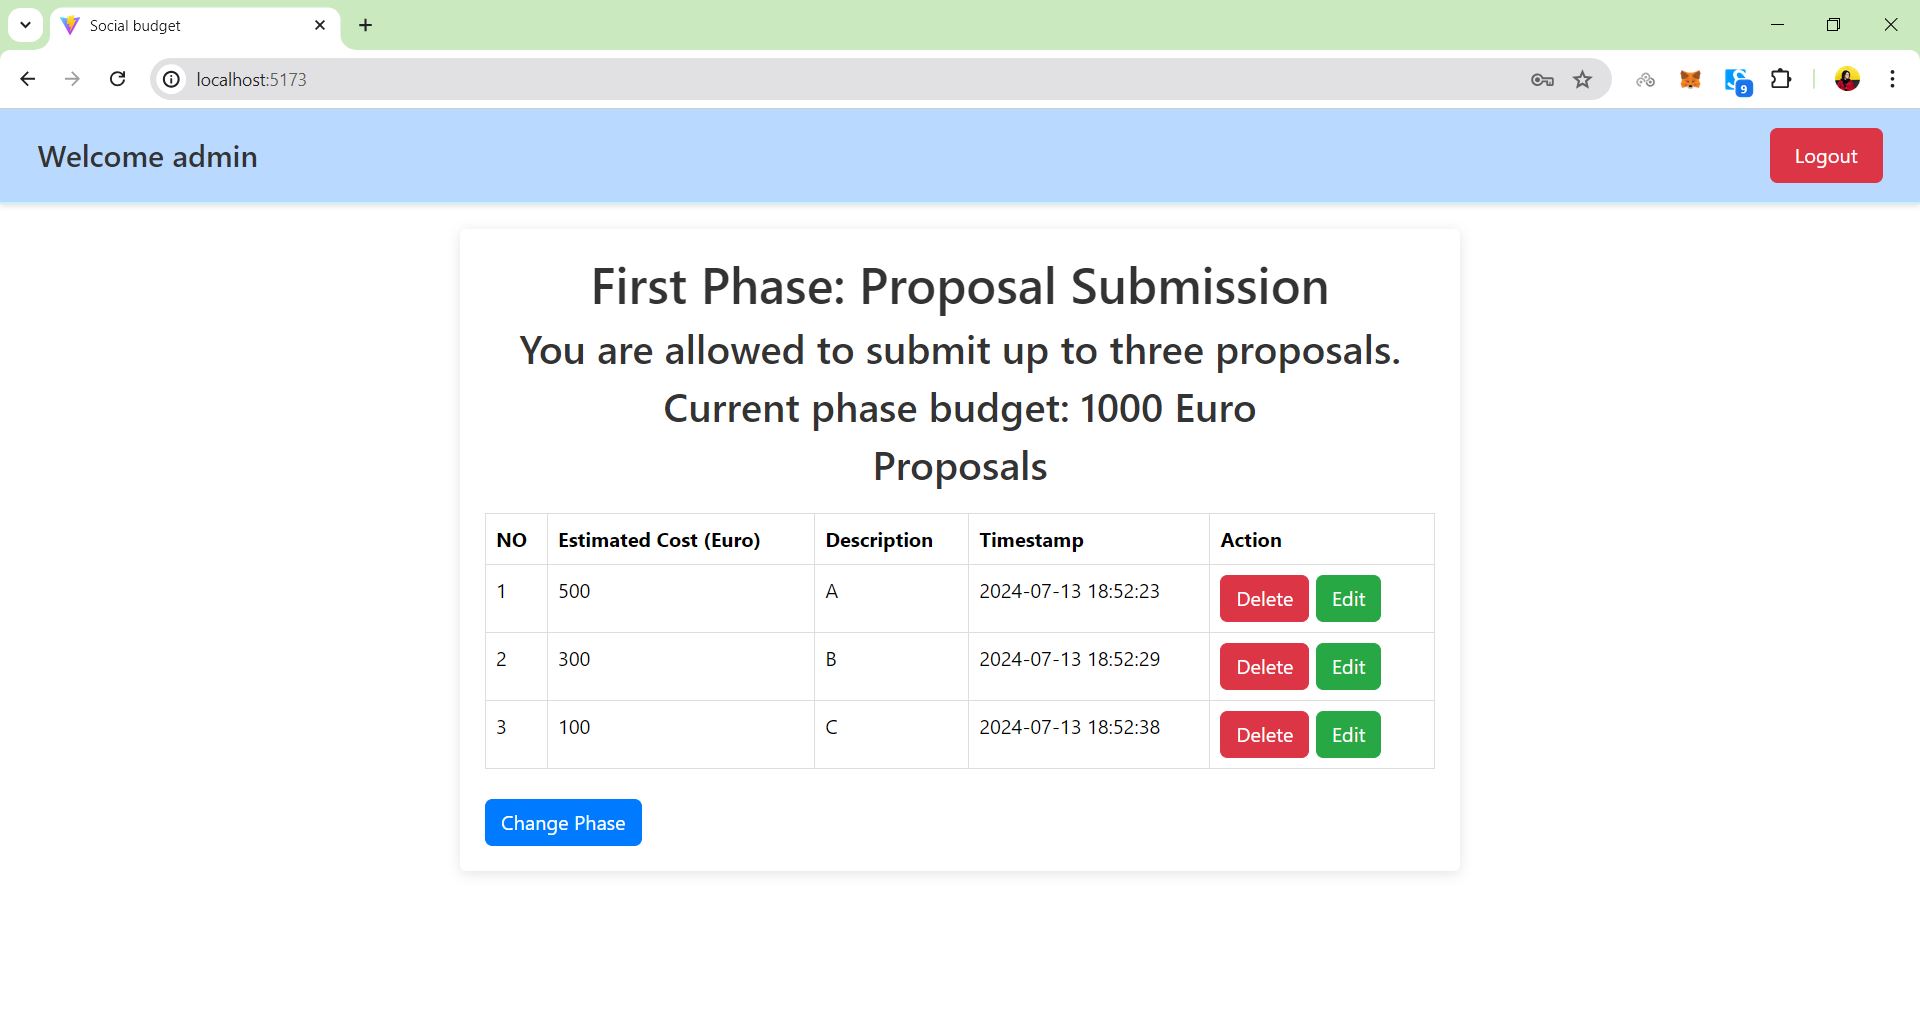 Social budget
localhost:5173
9
Welcome admin
Logout
First Phase: Proposal Submission
You are allowed to submit up to three proposals.
Current phase budget: 1000 Euro
Proposals
NO Estimated Cost (Euro) Description Timestamp Action
1 500 A 2024-07-13 18:52:23 Delete Edit
2 300 B 2024-07-13 18:52:29 Delete Edit
3 100 C 2024-07-13 18:52:38 Delete Edit
Change Phase